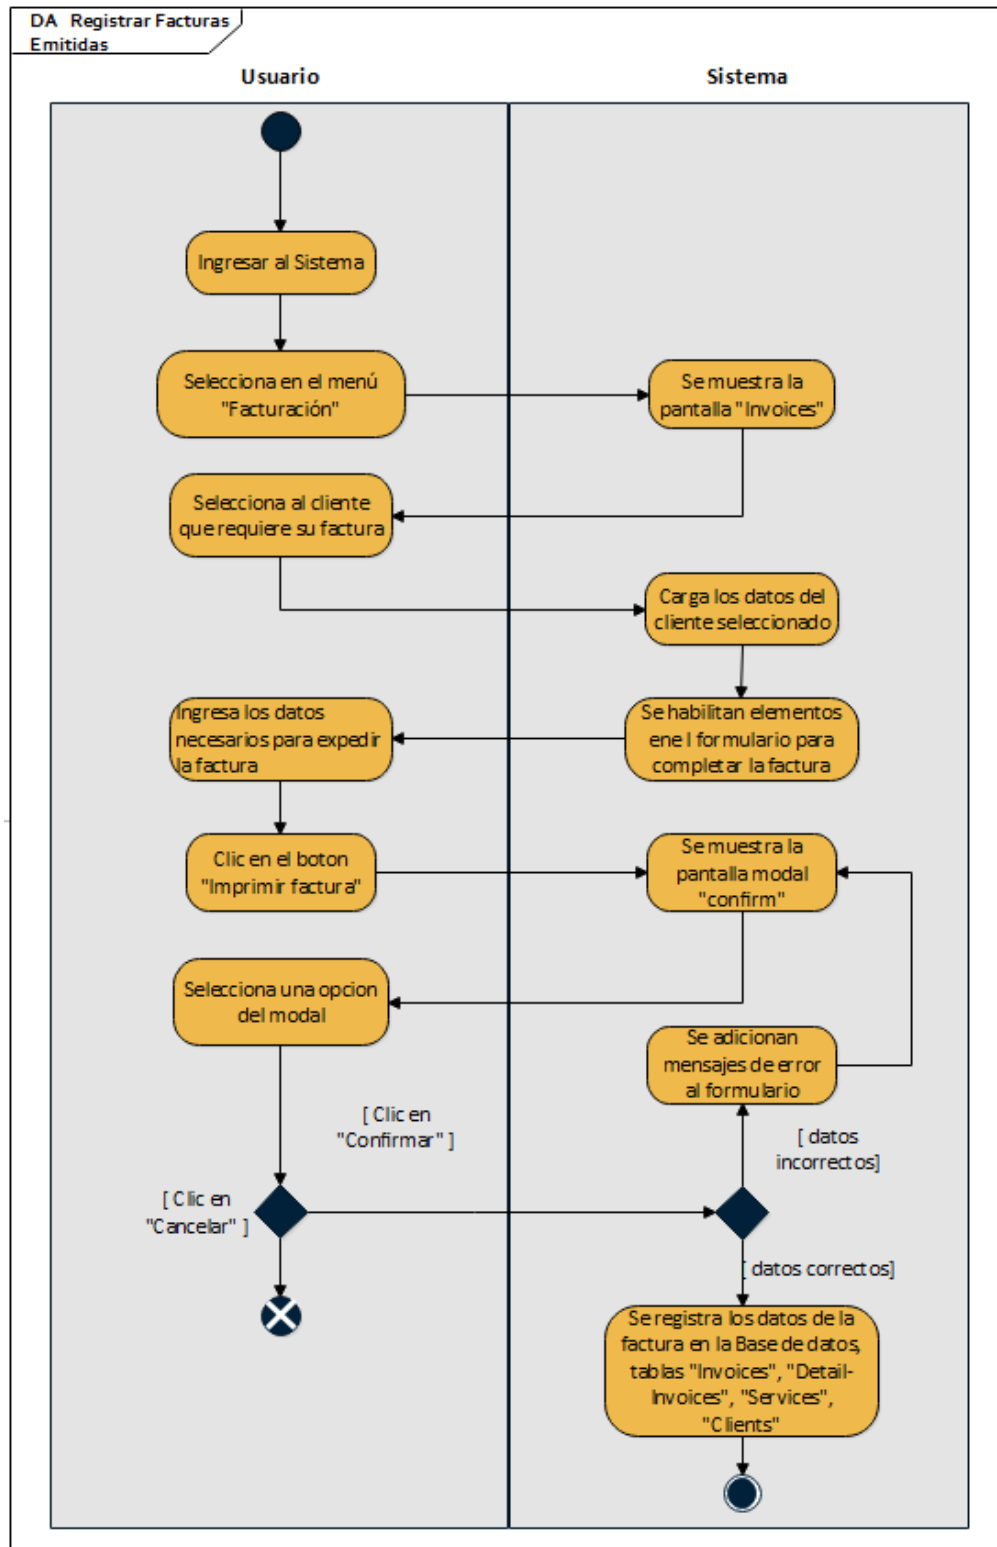 DA Registrar Facturas
Emitidas
Usuario
Sistema
Ingresar al Sistema
Selecciona en el menú
"Facturación"
Se muestra la
pantalla "Invoices"
Selecciona al cliente
que requiere su factura
Carga los datos del
cliente seleccionado
Ingresa los datos
necesarios para expedir
la factura
Se habilitan elementos
ene l formulario para
completar la factura
Clic en el boton
"Imprimir factura"
Se muestra la
pantalla modal
"confirm"
Selecciona una opcion
del modal
Se adicionan
mensajes de error
al formulario
[ Clic en
"Confirmar" ]
[ datos
incorrectos]
[ Clic en
"Cancelar" ]
[ datos correctos]
Se registra los datos de la
factura en la Base de datos,
tablas "Invoices", "Detail-
Invoices", "Services",
"Clients"